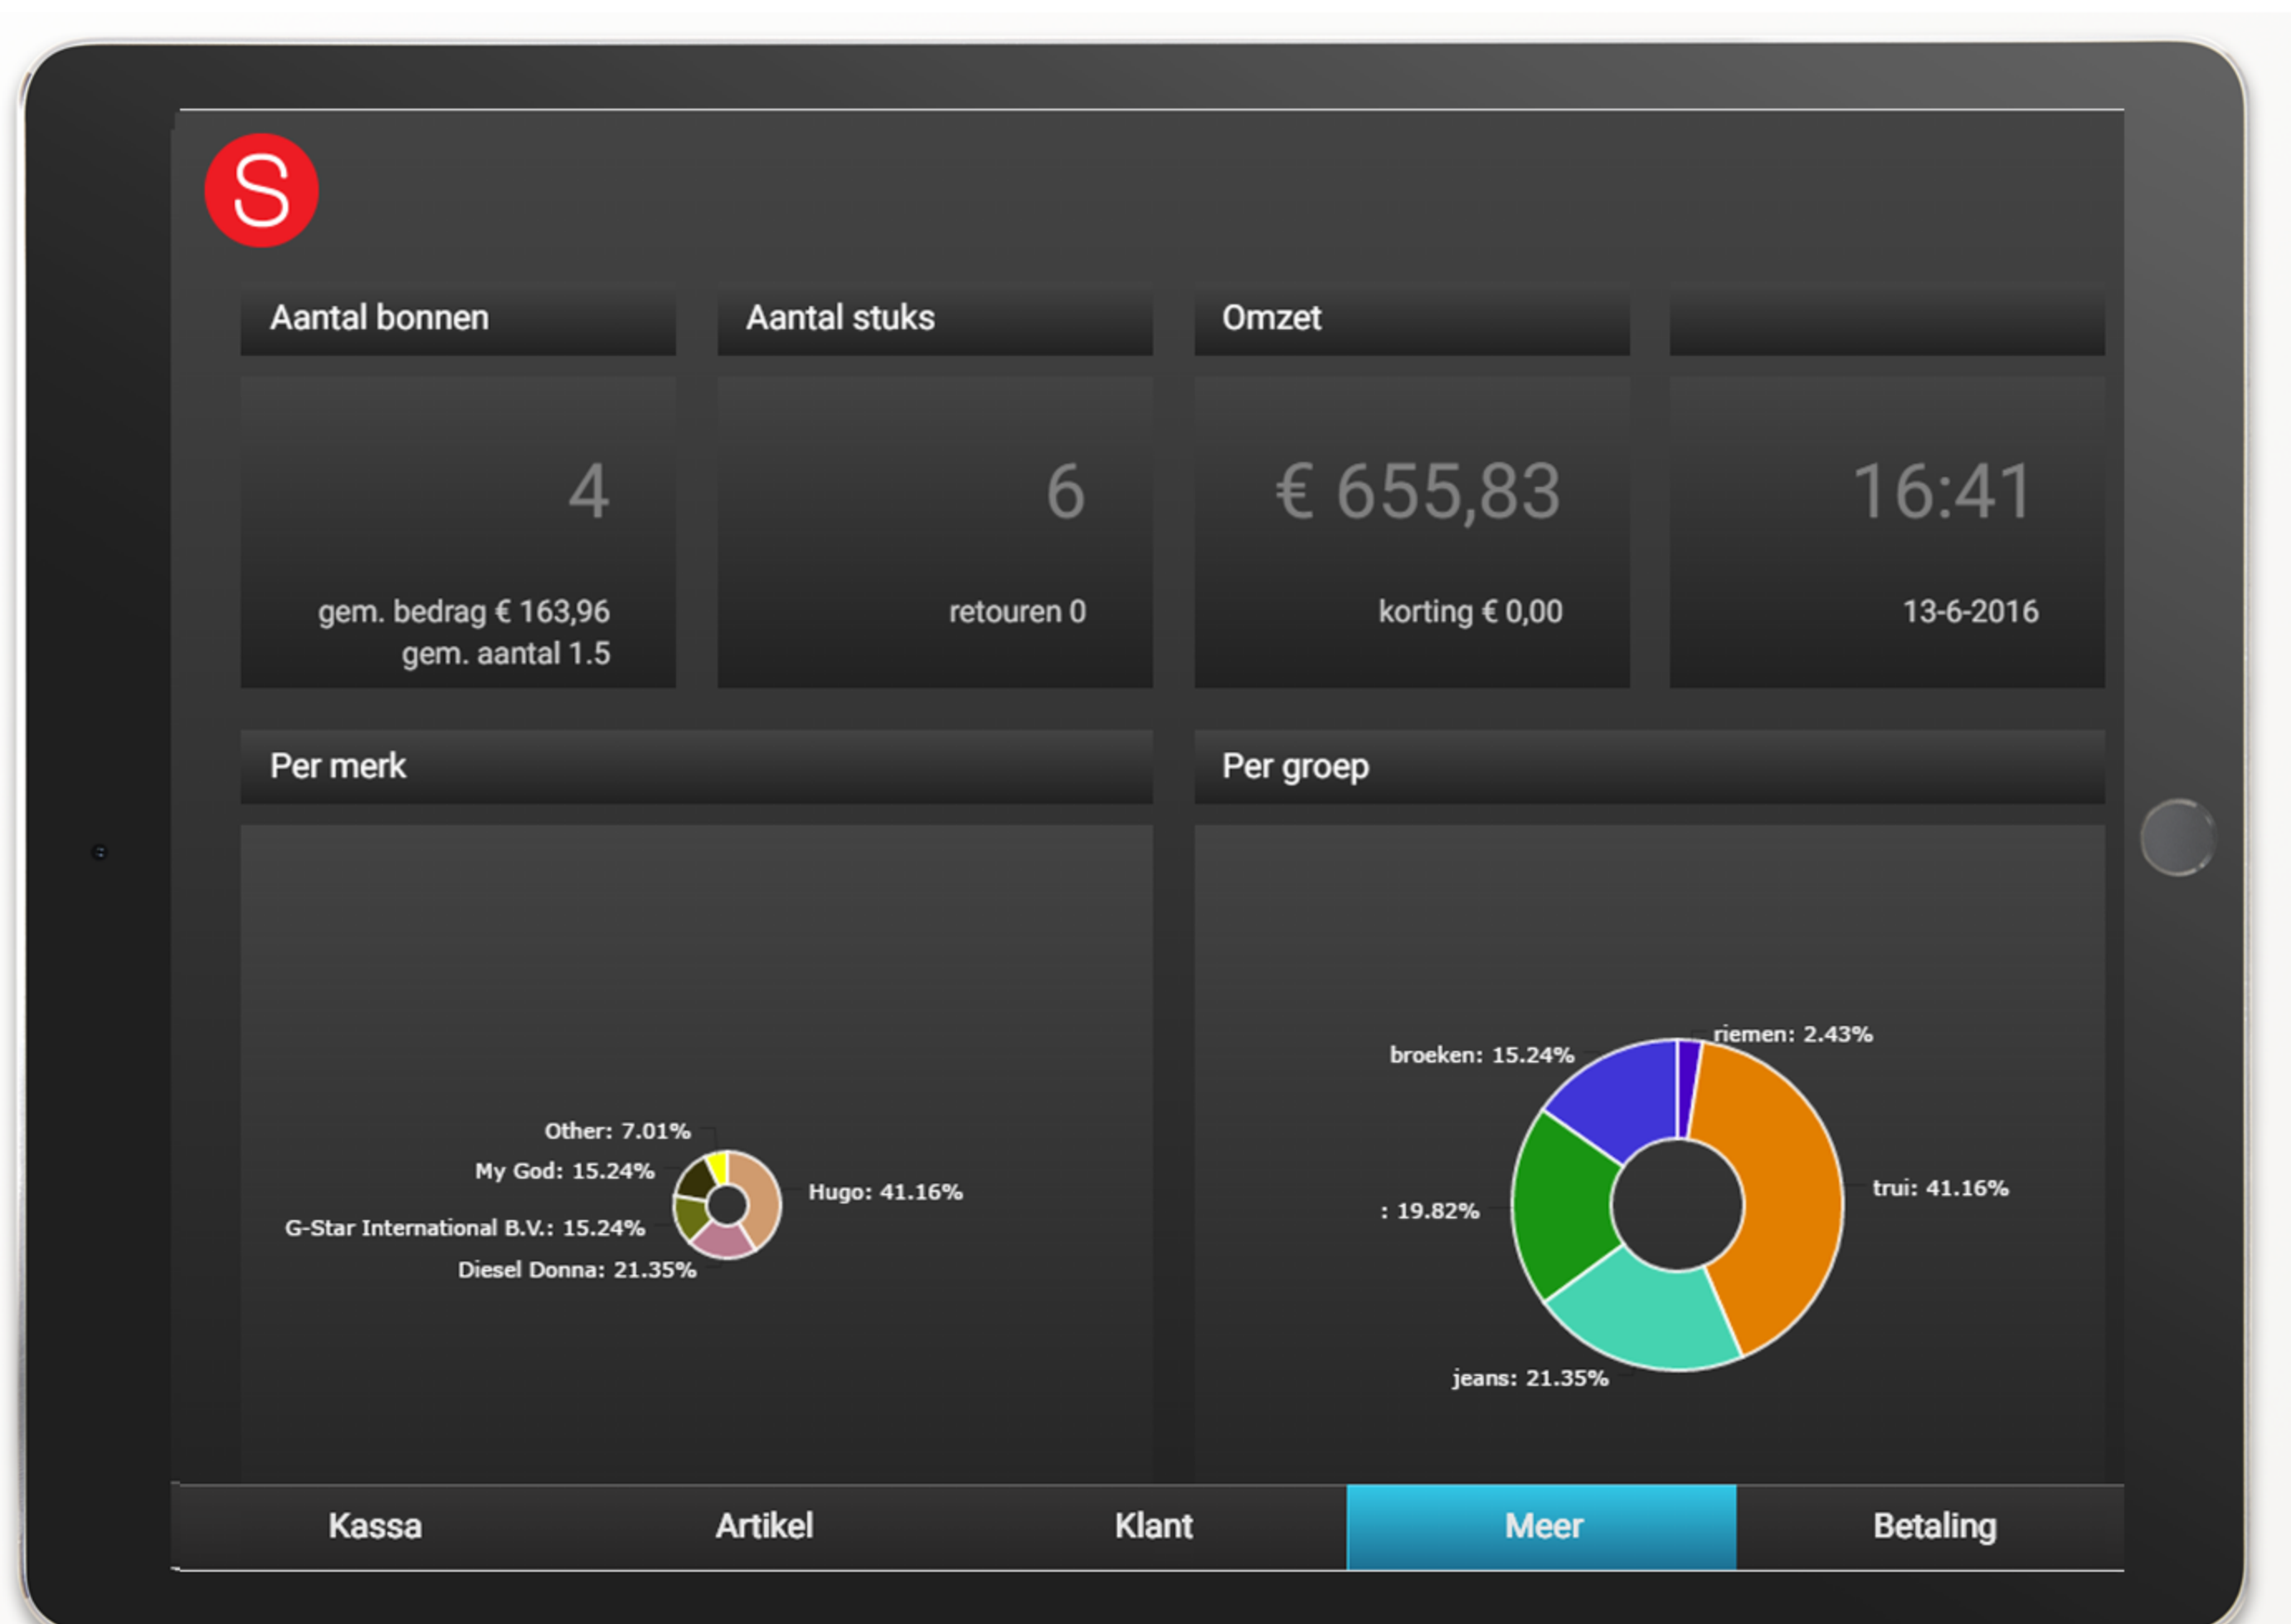 S
Aantal bonnen
4
gem. bedrag € 163,96
gem. aantal 1.5
Aantal stuks
6
retouren 0
Omzet
€ 655,83
korting € 0,00
16:41
13-6-2016
Per merk
Other: 7.01%
My God: 15.24%
Hugo: 41.16%
G-Star International B.V.: 15.24%
Diesel Donna: 21.35%
Per groep
riemen: 2.43%
broeken: 15.24%
trui: 41.16%
: 19.82%
jeans: 21.35%
Kassa
Artikel
Klant
Meer
Betaling